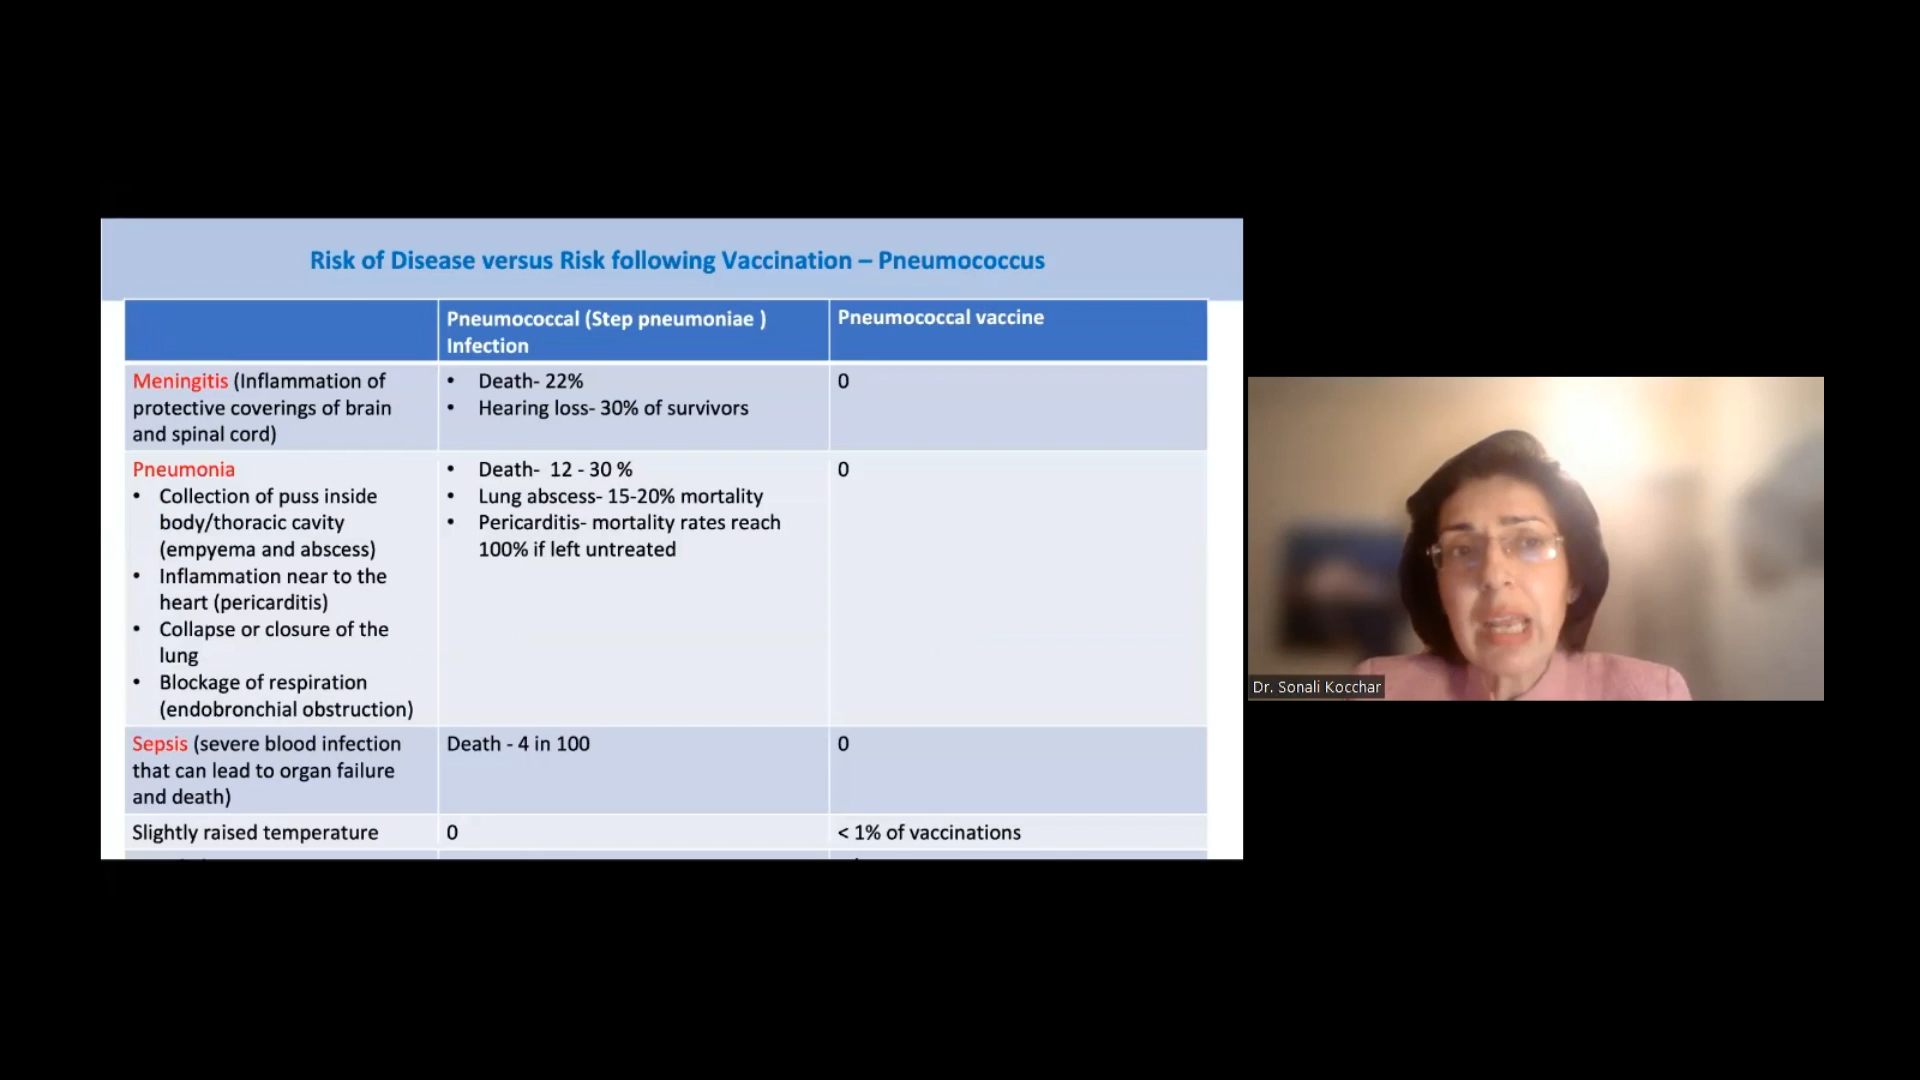 Risk of Disease versus Risk following Vaccination – Pneumococcus
Pneumococcal (Step pneumoniae )
Infection
Pneumococcal vaccine
Meningitis (Inflammation of
protective coverings of brain
and spinal cord)
• Death- 22%
• Hearing loss- 30% of survivors
0
Pneumonia
• Collection of puss inside
body/thoracic cavity
(empyema and abscess)
• Inflammation near to the
heart (pericarditis)
• Collapse or closure of the
lung
• Blockage of respiration
(endobronchial obstruction)
• Death- 12 - 30 %
• Lung abscess- 15-20% mortality
• Pericarditis- mortality rates reach
100% if left untreated
0
Sepsis (severe blood infection
that can lead to organ failure
and death)
Death - 4 in 100
0
Slightly raised temperature
0
< 1% of vaccinations
Dr. Sonali Kocchar